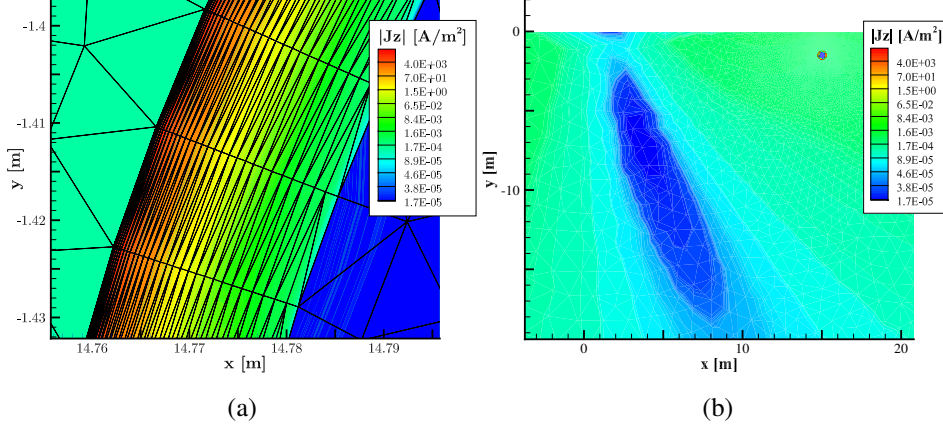 -1.4
-1.41
-1.42
-1.43
y [m]
14.76
14.77
14.78
14.79
x [m]
|Jz| [A/m²]
4.0E+03
7.0E+01
1.5E+00
6.5E-02
8.4E-03
1.6E-03
1.7E-04
8.9E-05
4.6E-05
3.8E-05
1.7E-05
(a)
0
-10
y [m]
0
10
20
x [m]
|Jz| [A/m²]
4.0E+03
7.0E+01
1.5E+00
6.5E-02
8.4E-03
1.6E-03
1.7E-04
8.9E-05
4.6E-05
3.8E-05
1.7E-05
(b)